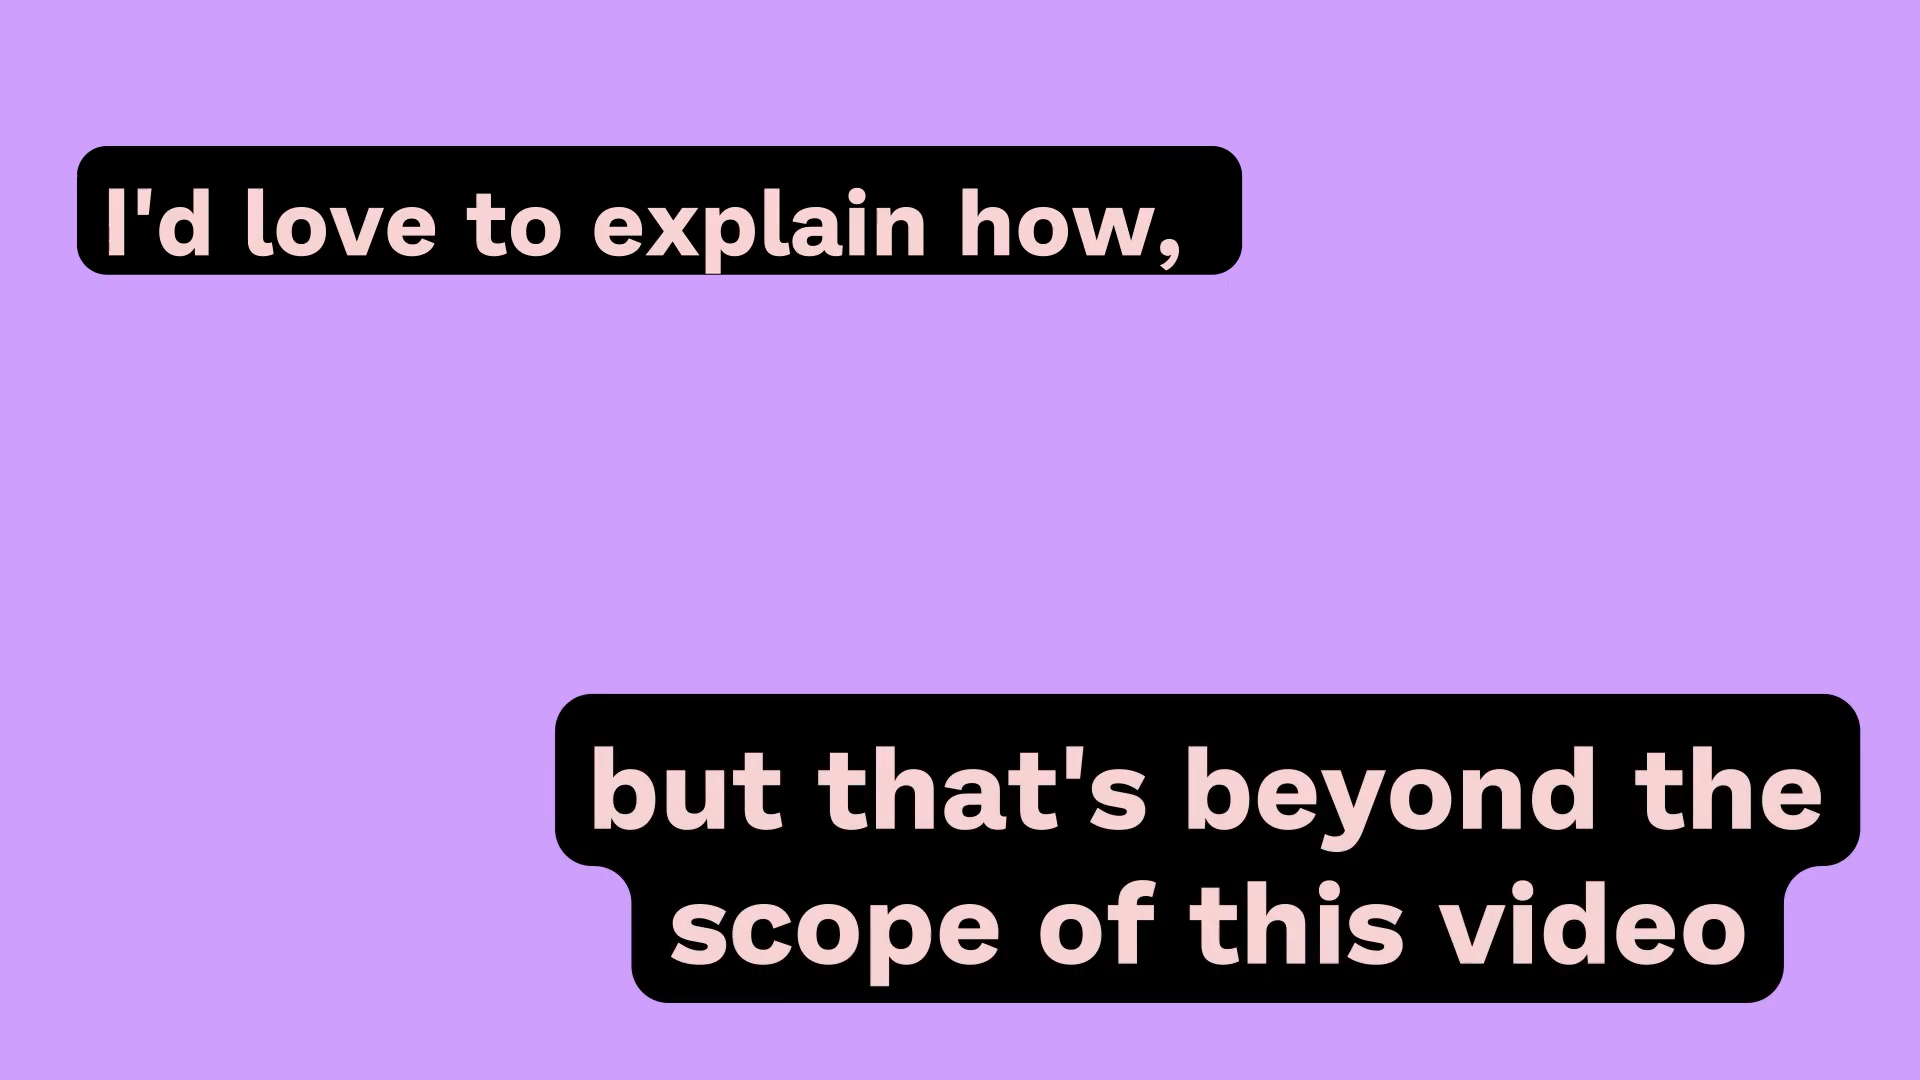 I'd love to explain how,
but that's beyond the
scope of this video